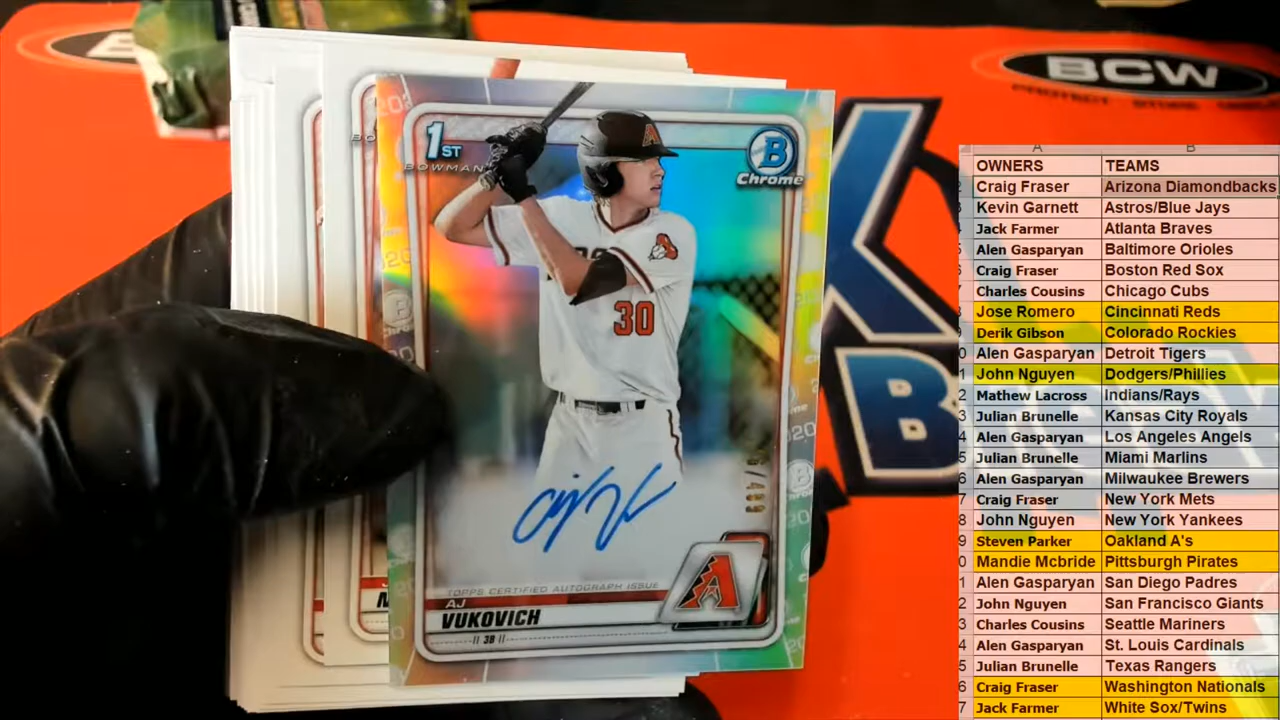 BCW
1ST
BOWMAN
B
Chrome
A
30
/499
TOPPS CERTIFIED AUTOGRAPH ISSUE
AJ
VUKOVICH
3B
A B
OWNERS TEAMS
Craig Fraser Arizona Diamondbacks
Kevin Garnett Astros/Blue Jays
Jack Farmer Atlanta Braves
Alen Gasparyan Baltimore Orioles
Craig Fraser Boston Red Sox
Charles Cousins Chicago Cubs
Jose Romero Cincinnati Reds
Derik Gibson Colorado Rockies
Alen Gasparyan Detroit Tigers
John Nguyen Dodgers/Phillies
Mathew Lacross Indians/Rays
Julian Brunelle Kansas City Royals
Alen Gasparyan Los Angeles Angels
Julian Brunelle Miami Marlins
Alen Gasparyan Milwaukee Brewers
Craig Fraser New York Mets
John Nguyen New York Yankees
Steven Parker Oakland A's
Mandie Mcbride Pittsburgh Pirates
Alen Gasparyan San Diego Padres
John Nguyen San Francisco Giants
Charles Cousins Seattle Mariners
Alen Gasparyan St. Louis Cardinals
Julian Brunelle Texas Rangers
Craig Fraser Washington Nationals
Jack Farmer White Sox/Twins